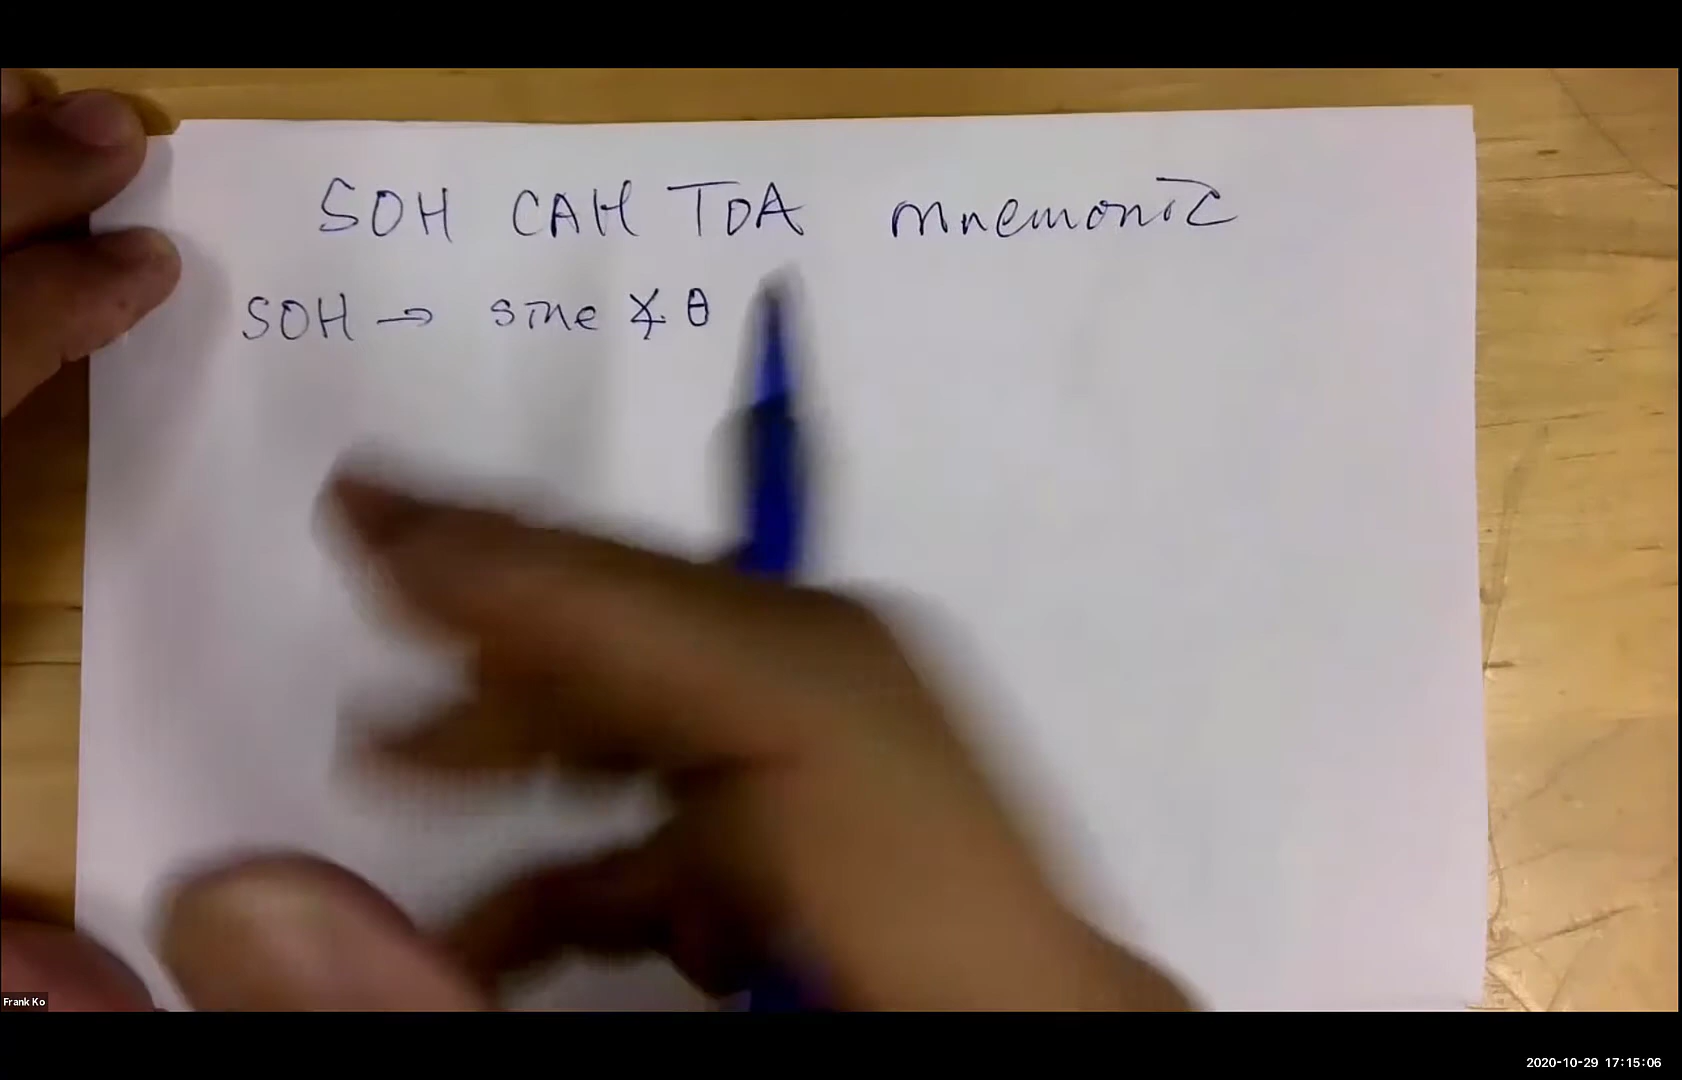 SOH CAH TOA mnemonic
SOH → sine ∡ θ
Frank Ko
2020-10-29 17:15:06